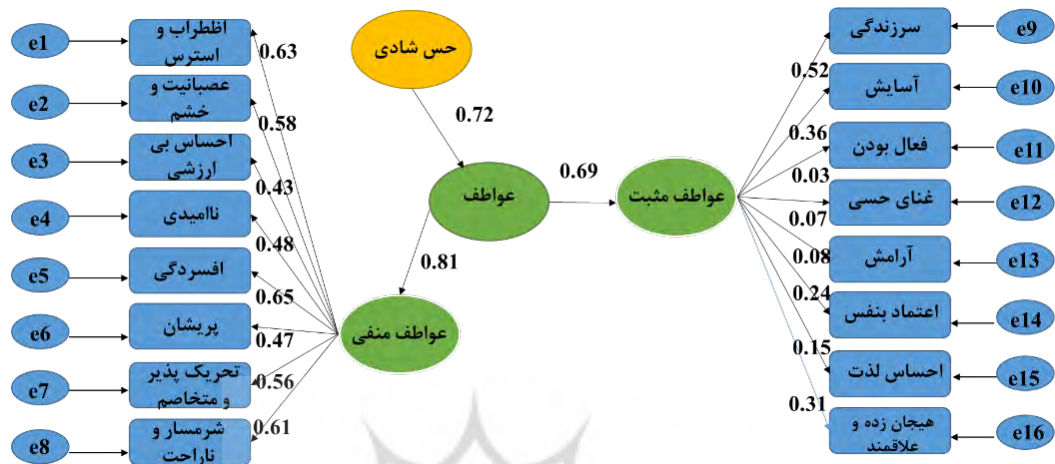 حس شادی
0.72
عواطف
0.69
0.81
عواطف مثبت
عواطف منفی
سرزندگی
e9
0.52
آسایش
e10
0.36
فعال بودن
e11
0.03
غنای حسی
e12
0.07
آرامش
e13
0.08
اعتماد بنفس
e14
0.24
احساس لذت
e15
0.15
هیجان زده و
علاقمند
e16
0.31
اظطراب و
استرس
e1
0.63
عصبانیت و
خشم
e2
0.58
احساس بی
ارزشی
e3
0.43
ناامیدی
e4
0.48
افسردگی
e5
0.65
پریشان
e6
0.47
تحریک پذیر
و متخاصم
e7
0.56
شرمسار و
ناراحت
e8
0.61